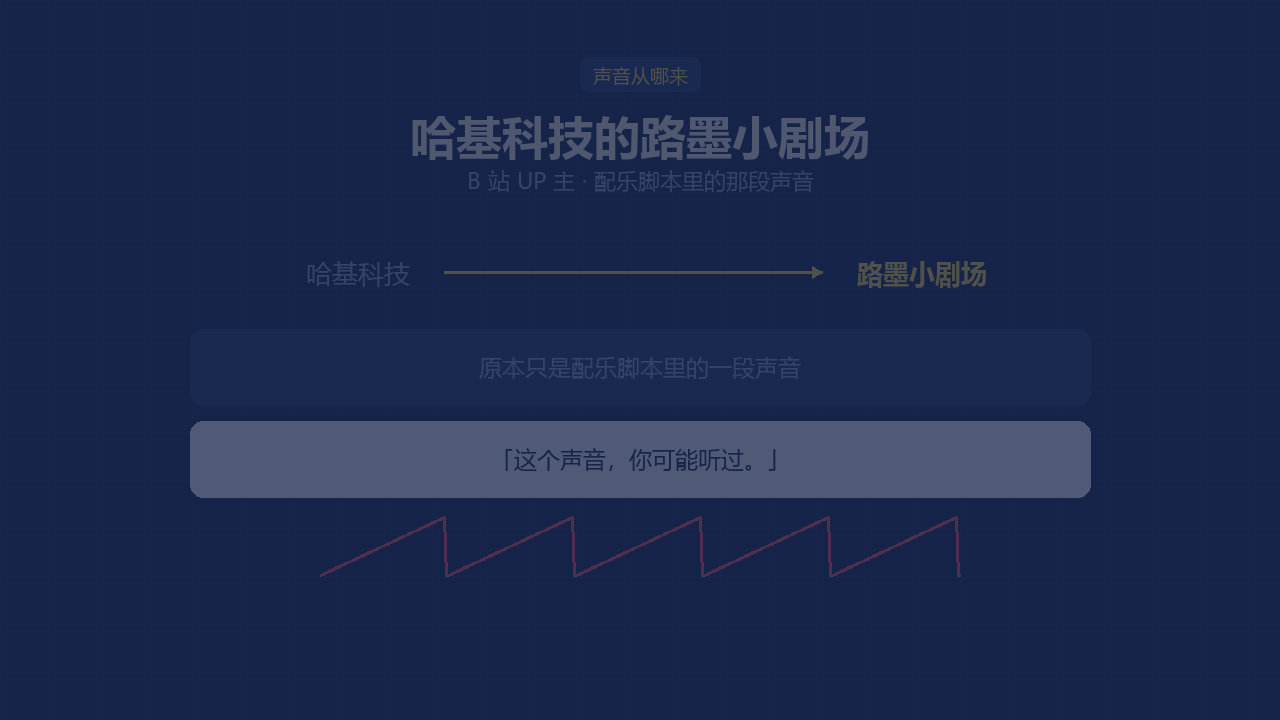 声音从哪来
哈基科技的路墨小剧场
B 站 UP 主 · 配乐脚本里的那段声音
哈基科技
路墨小剧场
原本只是配乐脚本里的一段声音
「这个声音，你可能听过。」